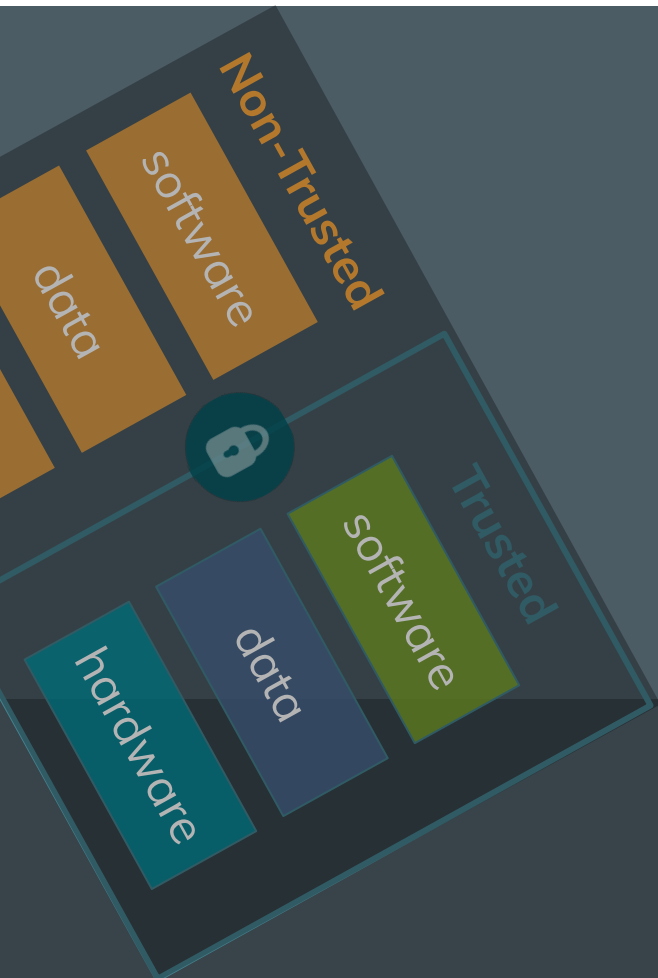 Non-Trusted
software
data
Trusted
software
data
hardware